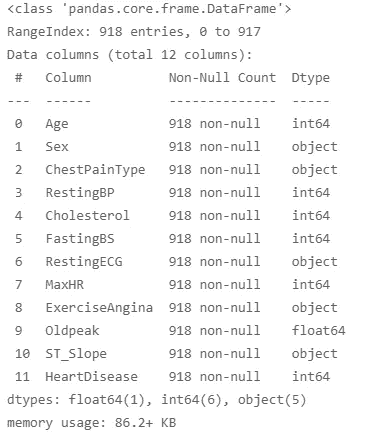 <class 'pandas.core.frame.DataFrame'>
RangeIndex: 918 entries, 0 to 917
Data columns (total 12 columns):
 #   Column          Non-Null Count  Dtype
---  ------          --------------  -----
 0   Age             918 non-null    int64
 1   Sex             918 non-null    object
 2   ChestPainType   918 non-null    object
 3   RestingBP       918 non-null    int64
 4   Cholesterol     918 non-null    int64
 5   FastingBS       918 non-null    int64
 6   RestingECG      918 non-null    object
 7   MaxHR           918 non-null    int64
 8   ExerciseAngina  918 non-null    object
 9   Oldpeak         918 non-null    float64
 10  ST_Slope        918 non-null    object
 11  HeartDisease    918 non-null    int64
dtypes: float64(1), int64(6), object(5)
memory usage: 86.2+ KB